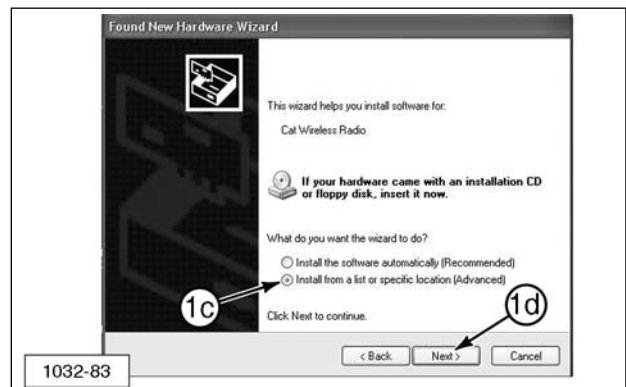 Found New Hardware Wizard
This wizard helps you install software for:
Cat Wireless Radio
If your hardware came with an installation CD
or floppy disk, insert it now.
What do you want the wizard to do?
Install the software automatically (Recommended)
Install from a list or specific location (Advanced)
1c
1d
Click Next to continue.
< Back
Next >
Cancel
1032-83